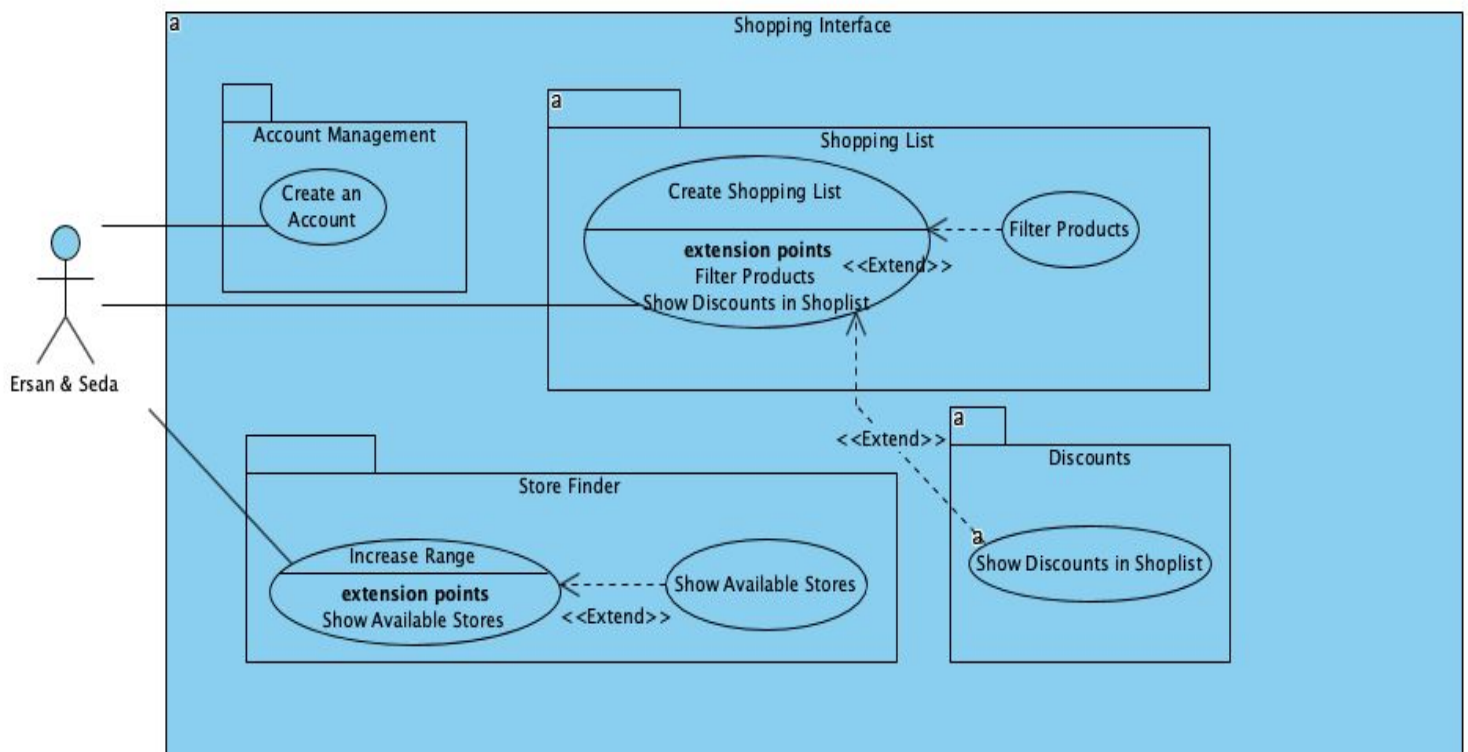 a
Shopping Interface
a
Account Management
Shopping List
Create an
Account
Create Shopping List
extension points
Filter Products
Show Discounts in Shoplist
Filter Products
<<Extend>>
Ersan & Seda
<<Extend>>
a
Discounts
a
Show Discounts in Shoplist
Store Finder
Increase Range
extension points
Show Available Stores
<<Extend>>
Show Available Stores